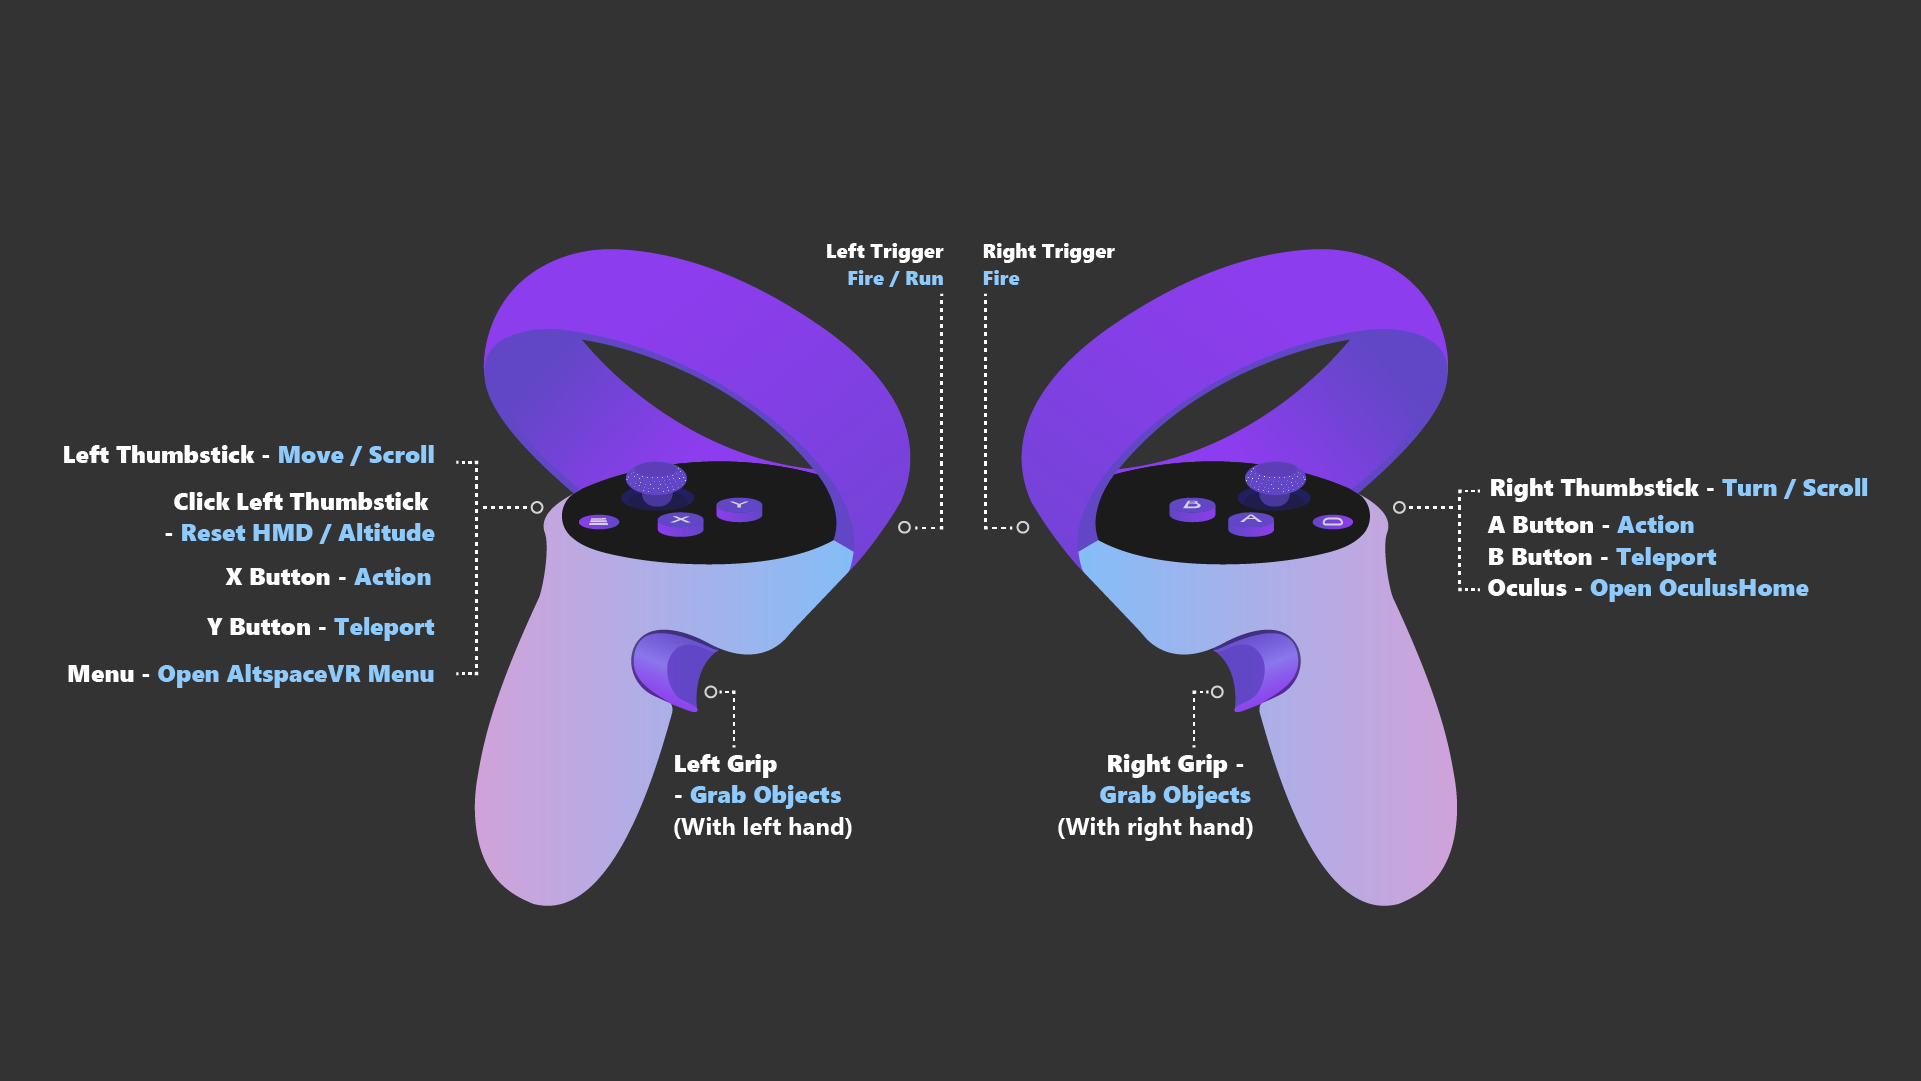 Left Trigger
Fire / Run
Right Trigger
Fire
Left Thumbstick - Move / Scroll
Click Left Thumbstick
- Reset HMD / Altitude
X Button - Action
Y Button - Teleport
Menu - Open AltspaceVR Menu
X
Y
B
A
Right Thumbstick - Turn / Scroll
A Button - Action
B Button - Teleport
Oculus - Open OculusHome
Left Grip
- Grab Objects
(With left hand)
Right Grip -
Grab Objects
(With right hand)